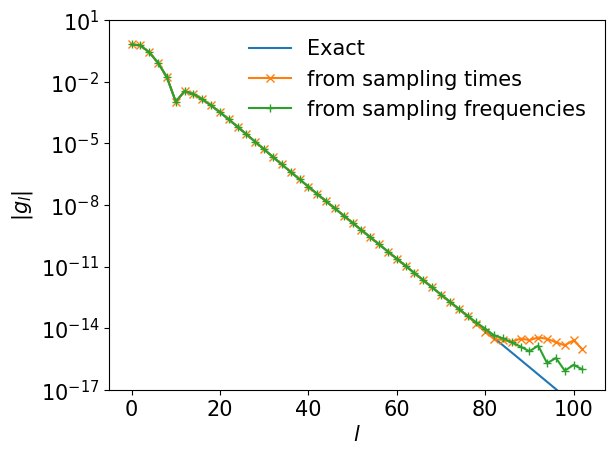 10^1
10^{-2}
10^{-5}
10^{-8}
10^{-11}
10^{-14}
10^{-17}
|g_l|
Exact
from sampling times
from sampling frequencies
0 20 40 60 80 100
l